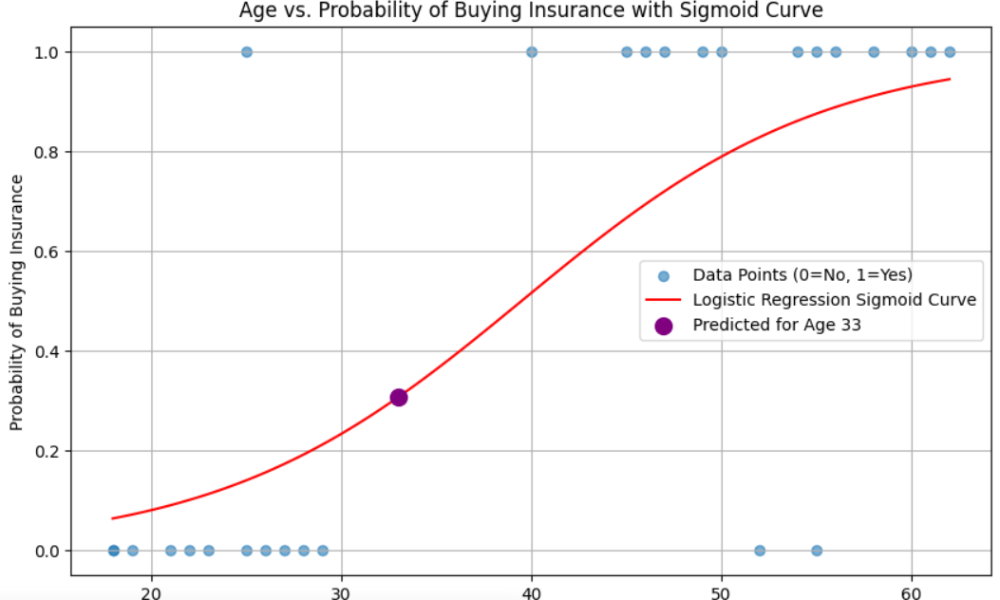 Age vs. Probability of Buying Insurance with Sigmoid Curve
Probability of Buying Insurance
1.0
0.8
0.6
0.4
0.2
0.0
Data Points (0=No, 1=Yes)
Logistic Regression Sigmoid Curve
Predicted for Age 33
20 30 40 50 60